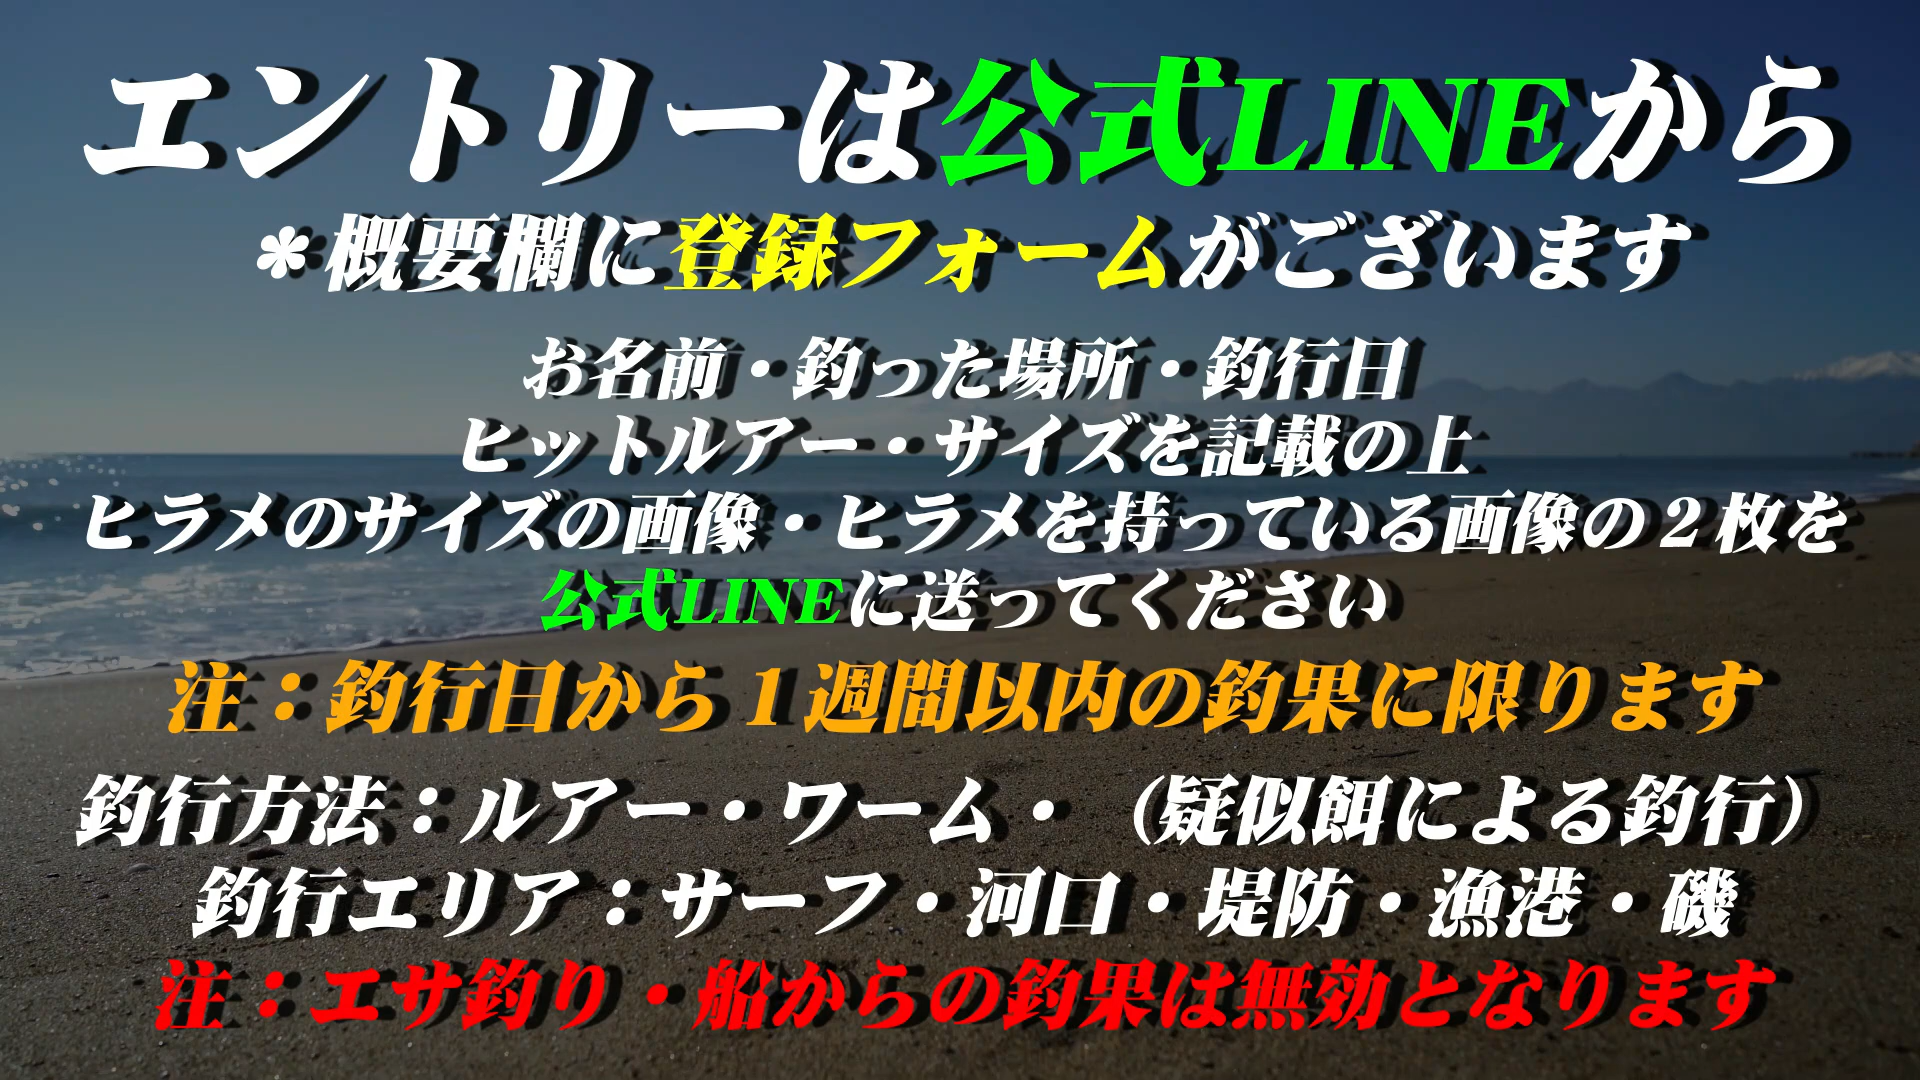 エントリーは公式LINEから
＊概要欄に登録フォームがございます
お名前・釣った場所・釣行日
ヒットルアー・サイズを記載の上
ヒラメのサイズの画像・ヒラメを持っている画像の２枚を
公式LINEに送ってください
注：釣行日から１週間以内の釣果に限ります
釣行方法：ルアー・ワーム・（疑似餌による釣行）
釣行エリア：サーフ・河口・堤防・漁港・磯
注：エサ釣り・船からの釣果は無効となります